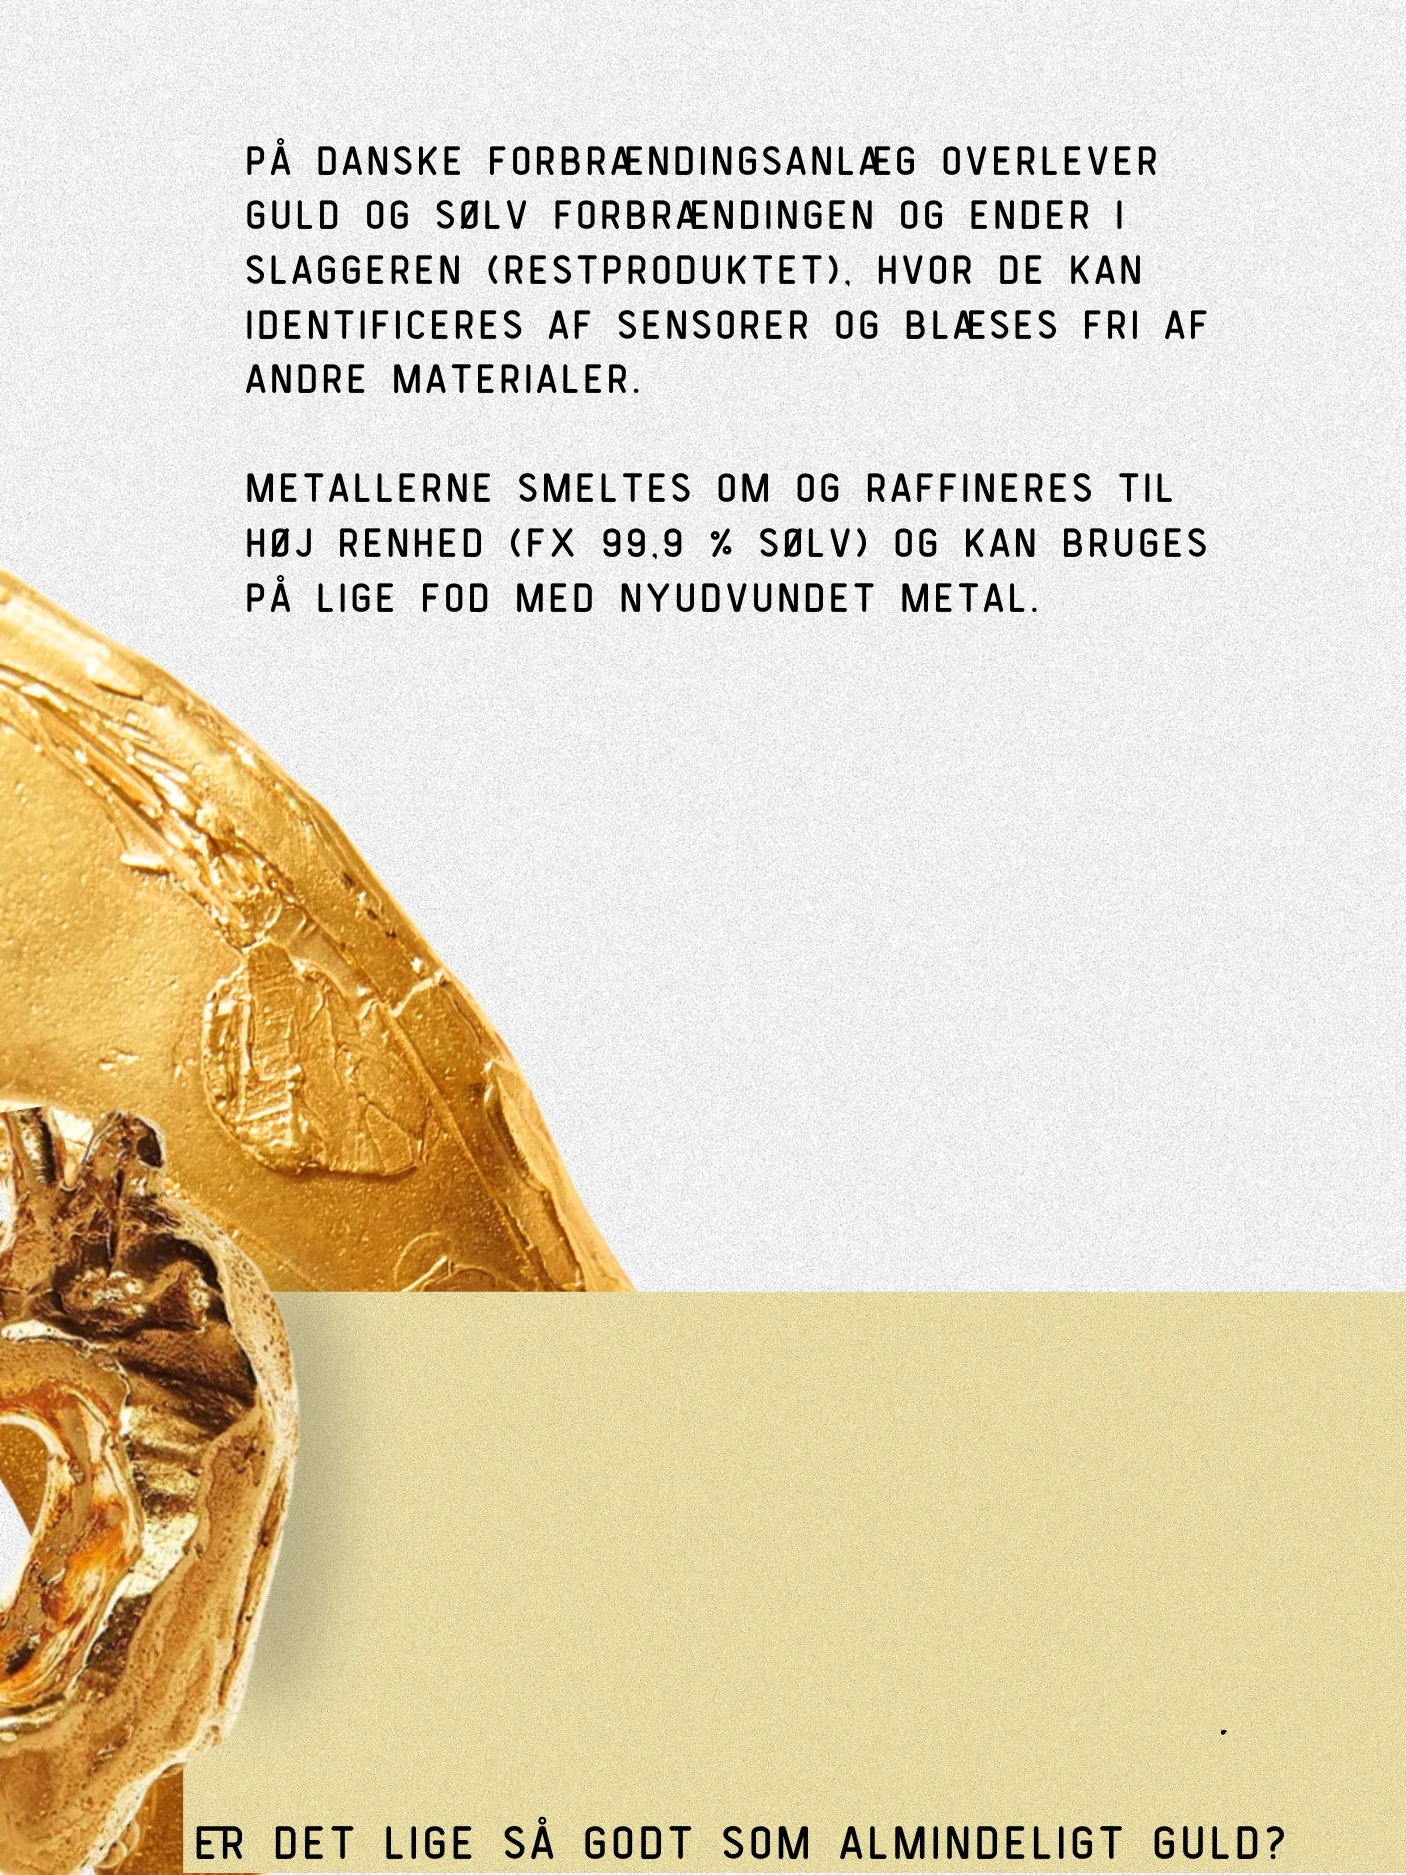 PÅ DANSKE FORBRÆNDINGSANLÆG OVERLEVER
GULD OG SØLV FORBRÆNDINGEN OG ENDER I
SLAGGEREN (RESTPRODUKTET), HVOR DE KAN
IDENTIFICERES AF SENSORER OG BLÆSES FRI AF
ANDRE MATERIALER.
METALLERNE SMELTES OM OG RAFFINERES TIL
HØJ RENHED (FX 99,9 % SØLV) OG KAN BRUGES
PÅ LIGE FOD MED NYUDVUNDET METAL.
ER DET LIGE SÅ GODT SOM ALMINDELIGT GULD?